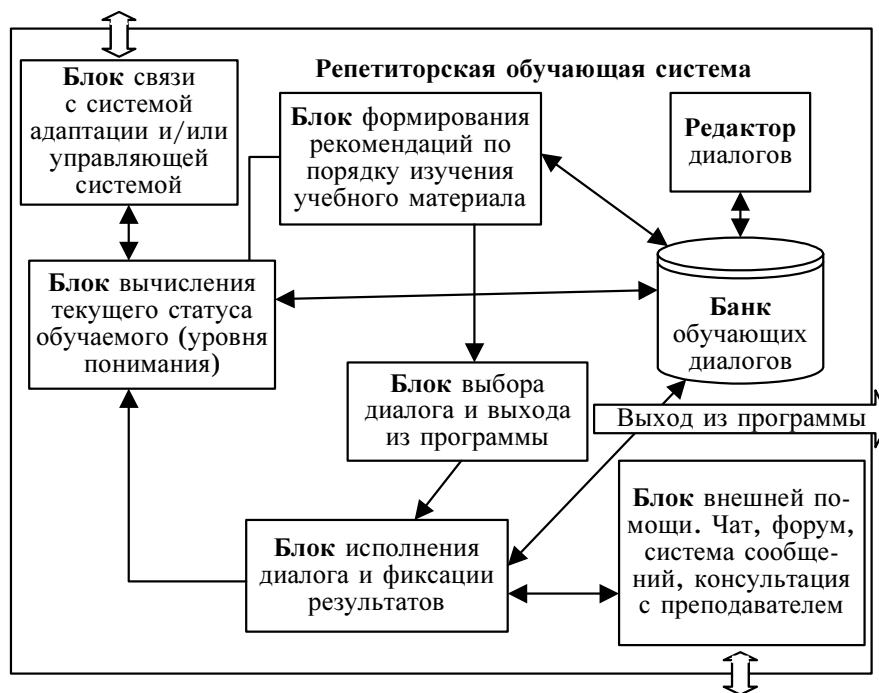 Репетиторская обучающая система
Блок связи
с системой
адаптации и/или
управляющей
системой
Блок формирования
рекомендаций по
порядку изучения
учебного материала
Редактор
диалогов
Блок вычисления
текущего статуса
обучаемого (уровня
понимания)
Банк
обучающих
диалогов
Блок выбора
диалога и выхода
из программы
Выход из программы
Блок исполнения
диалога и фиксации
результатов
Блок внешней по-
мощи. Чат, форум,
система сообще-
ний, консультация
с преподавателем